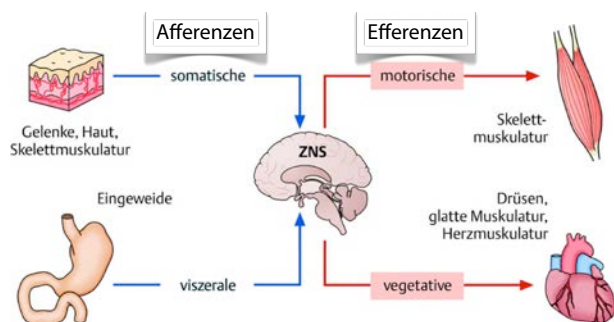 Afferenzen
Efferenzen
somatische
motorische
Gelenke, Haut,
Skelettmuskulatur
ZNS
Skelett-
muskulatur
Eingeweide
Drüsen,
glatte Muskulatur,
Herzmuskulatur
viszerale
vegetative